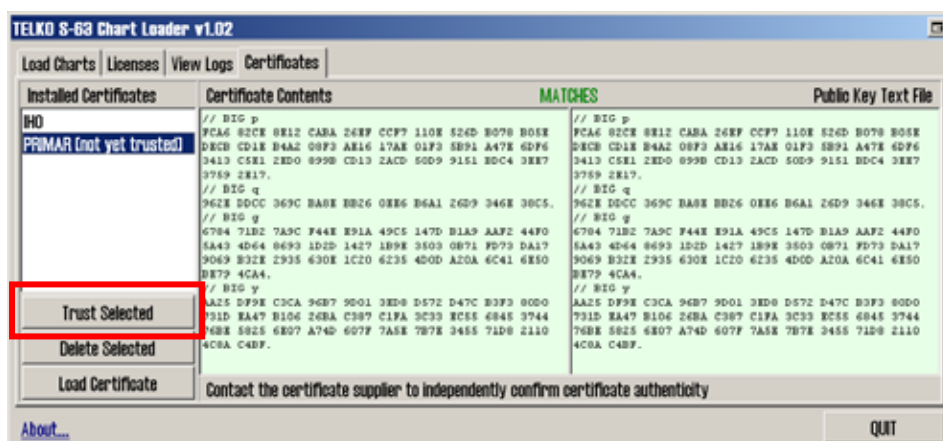 TELKO S-63 Chart Loader v1.02
Load Charts Licenses View Logs Certificates
Installed Certificates Certificate Contents MATCHES Public Key Text File
IHO
PRIMAR [not yet trusted]
// BIG p
FCA6 82CE 8E12 CABA 26EF CCF7 110E 526D B078 B05E
DECB CD1E B4A2 08F3 AE16 17AE 01F3 5B91 A47E 6DF6
3413 C5E1 2ED0 899B CD13 2ACD 50D9 9151 BDC4 3EE7
3759 2E17.
// BIG q
962E DDCC 369C BA8E BB26 0EE6 B6A1 26D9 346E 38C5.
// BIG g
6784 71B2 7A9C F44E E91A 49C5 147D B1A9 AAF2 44F0
5A43 4D64 8693 1D2D 1427 1B9E 3503 0B71 FD73 DA17
9069 B32E 2935 630E 1C20 6235 4D0D A20A 6C41 6E50
BE79 4CA4.
// BIG y
AA25 DF9E C3CA 96B7 9D01 3ED8 D572 D47C B3F3 80D0
731D EA47 B106 26BA C387 C1FA 3C33 EC55 6845 3744
76BE 5825 6E07 A74D 607F 7A5E 7B7E 3455 71D8 2110
4C0A C4BF.
// BIG p
FCA6 82CE 8E12 CABA 26EF CCF7 110E 526D B078 B05E
DECB CD1E B4A2 08F3 AE16 17AE 01F3 5B91 A47E 6DF6
3413 C5E1 2ED0 899B CD13 2ACD 50D9 9151 BDC4 3EE7
3759 2E17.
// BIG q
962E DDCC 369C BA8E BB26 0EE6 B6A1 26D9 346E 38C5.
// BIG g
6784 71B2 7A9C F44E E91A 49C5 147D B1A9 AAF2 44F0
5A43 4D64 8693 1D2D 1427 1B9E 3503 0B71 FD73 DA17
9069 B32E 2935 630E 1C20 6235 4D0D A20A 6C41 6E50
BE79 4CA4.
// BIG y
AA25 DF9E C3CA 96B7 9D01 3ED8 D572 D47C B3F3 80D0
731D EA47 B106 26BA C387 C1FA 3C33 EC55 6845 3744
76BE 5825 6E07 A74D 607F 7A5E 7B7E 3455 71D8 2110
4C0A C4BF.
Trust Selected
Delete Selected
Load Certificate
Contact the certificate supplier to independently confirm certificate authenticity
About... QUIT